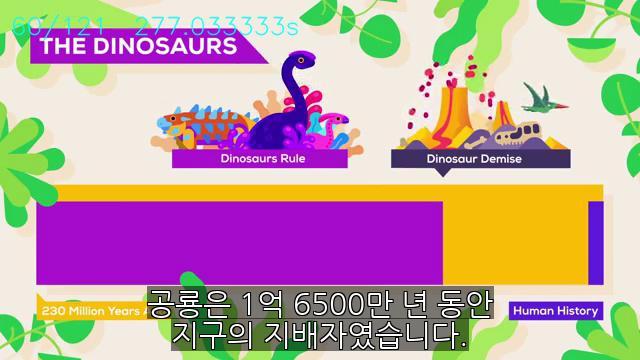 60/121 277.033333s
THE DINOSAURS
Dinosaurs Rule
Dinosaur Demise
230 Million Years
공룡은 1억 6500만 년 동안
지구의 지배자였습니다.
Human History